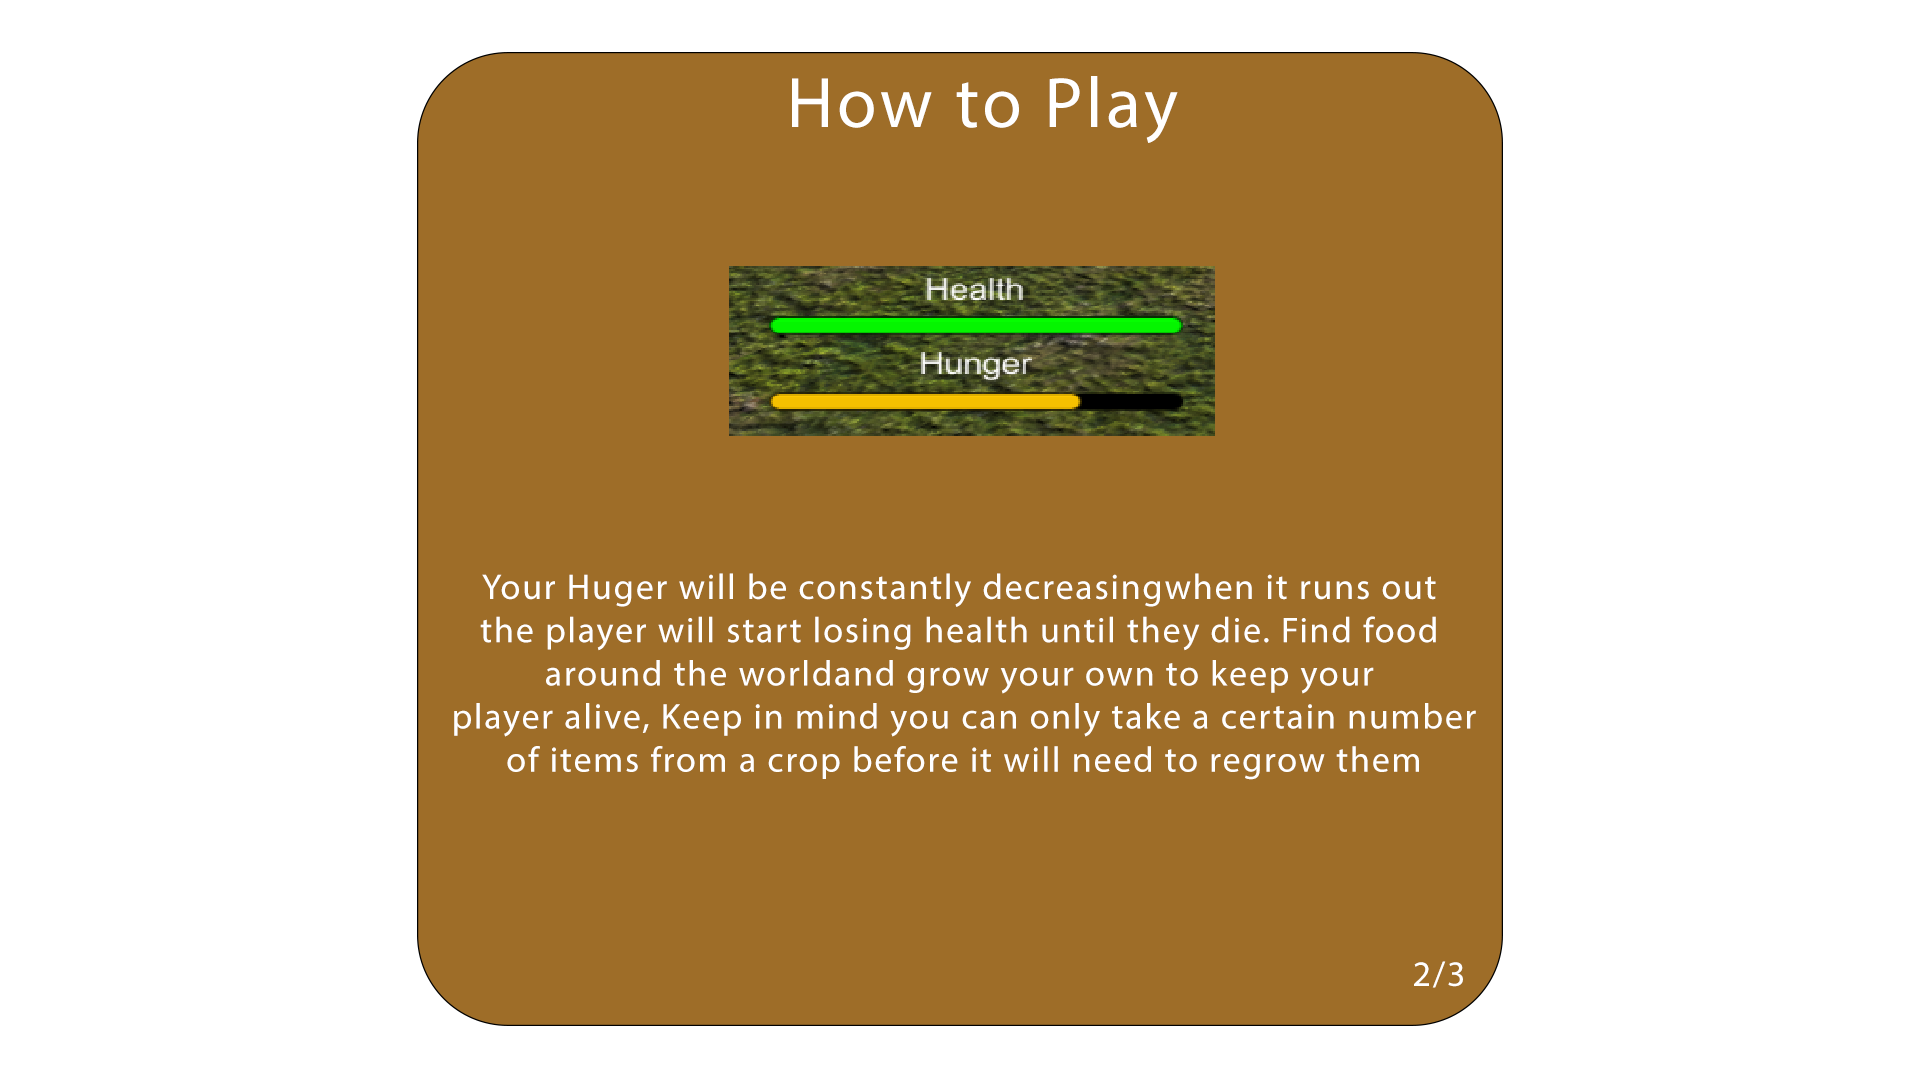 How to Play
Health
Hunger
Your Huger will be constantly decreasingwhen it runs out
the player will start losing health until they die. Find food
around the worldand grow your own to keep your
player alive, Keep in mind you can only take a certain number
of items from a crop before it will need to regrow them
2/3